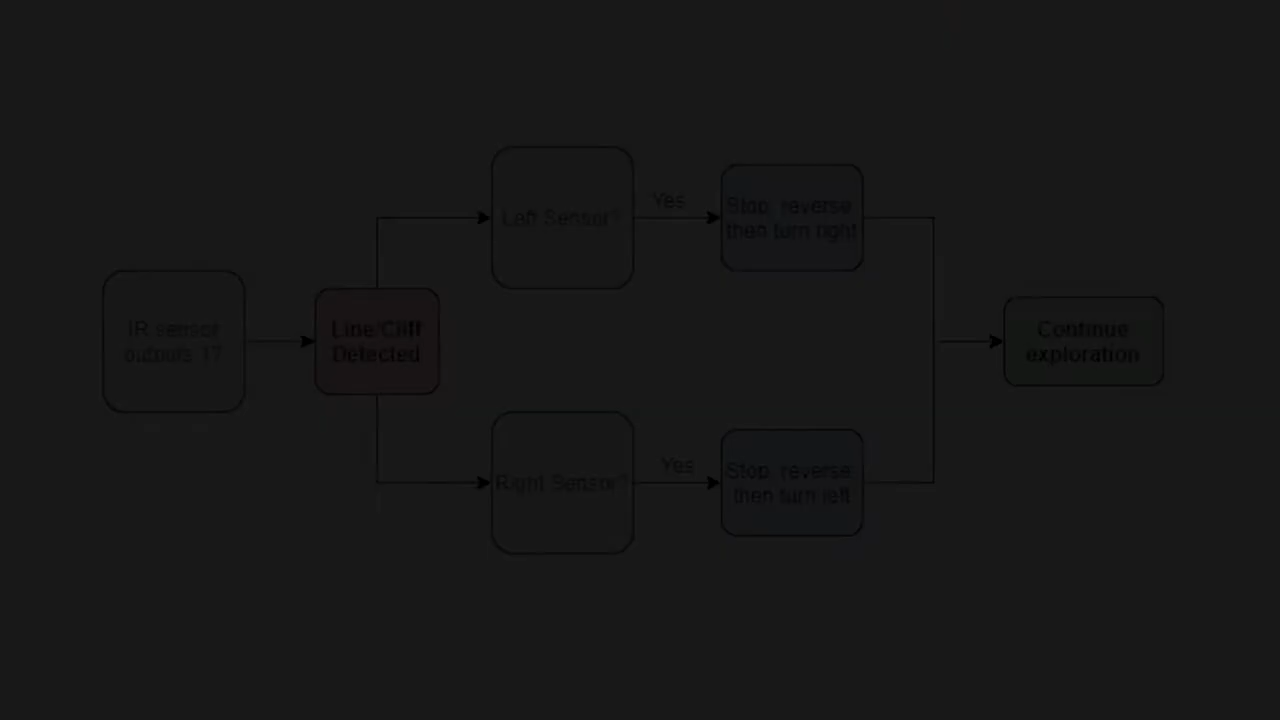 IR sensor
outputs 1?
Line/Cliff
Detected
Left Sensor?
Yes
Stop, reverse,
then turn right
Right Sensor?
Yes
Stop, reverse,
then turn left
Continue
exploration